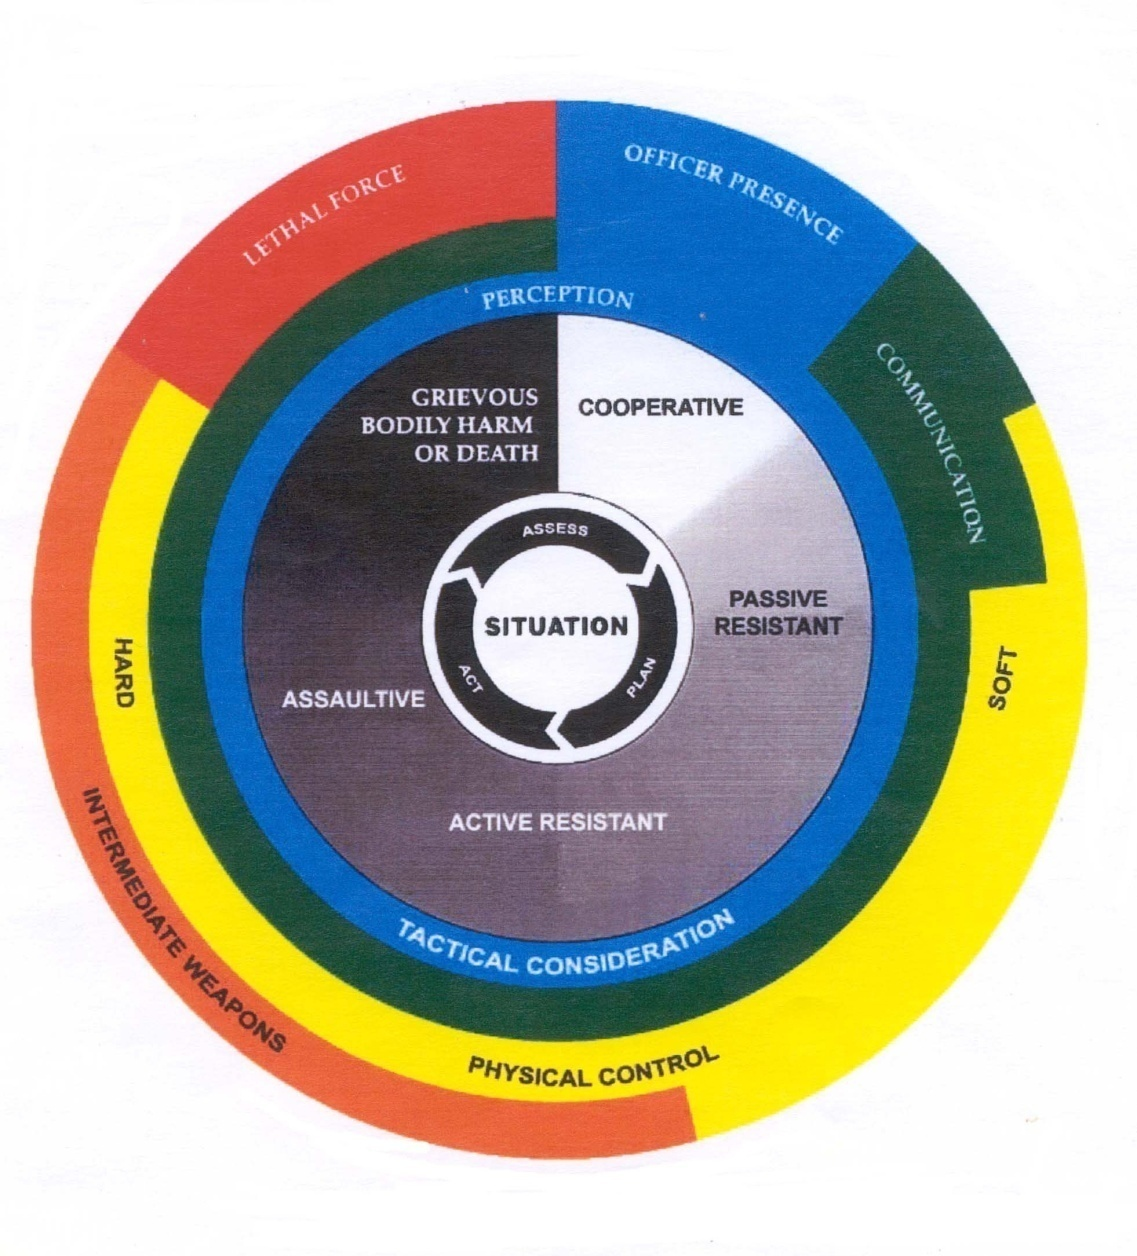 LETHAL FORCE
OFFICER PRESENCE
PERCEPTION
COMMUNICATION
GRIEVOUS
BODILY HARM
OR DEATH
COOPERATIVE
ASSESS
SITUATION
PLAN
ACT
PASSIVE
RESISTANT
ASSAULTIVE
ACTIVE RESISTANT
HARD
SOFT
TACTICAL CONSIDERATION
INTERMEDIATE WEAPONS
PHYSICAL CONTROL